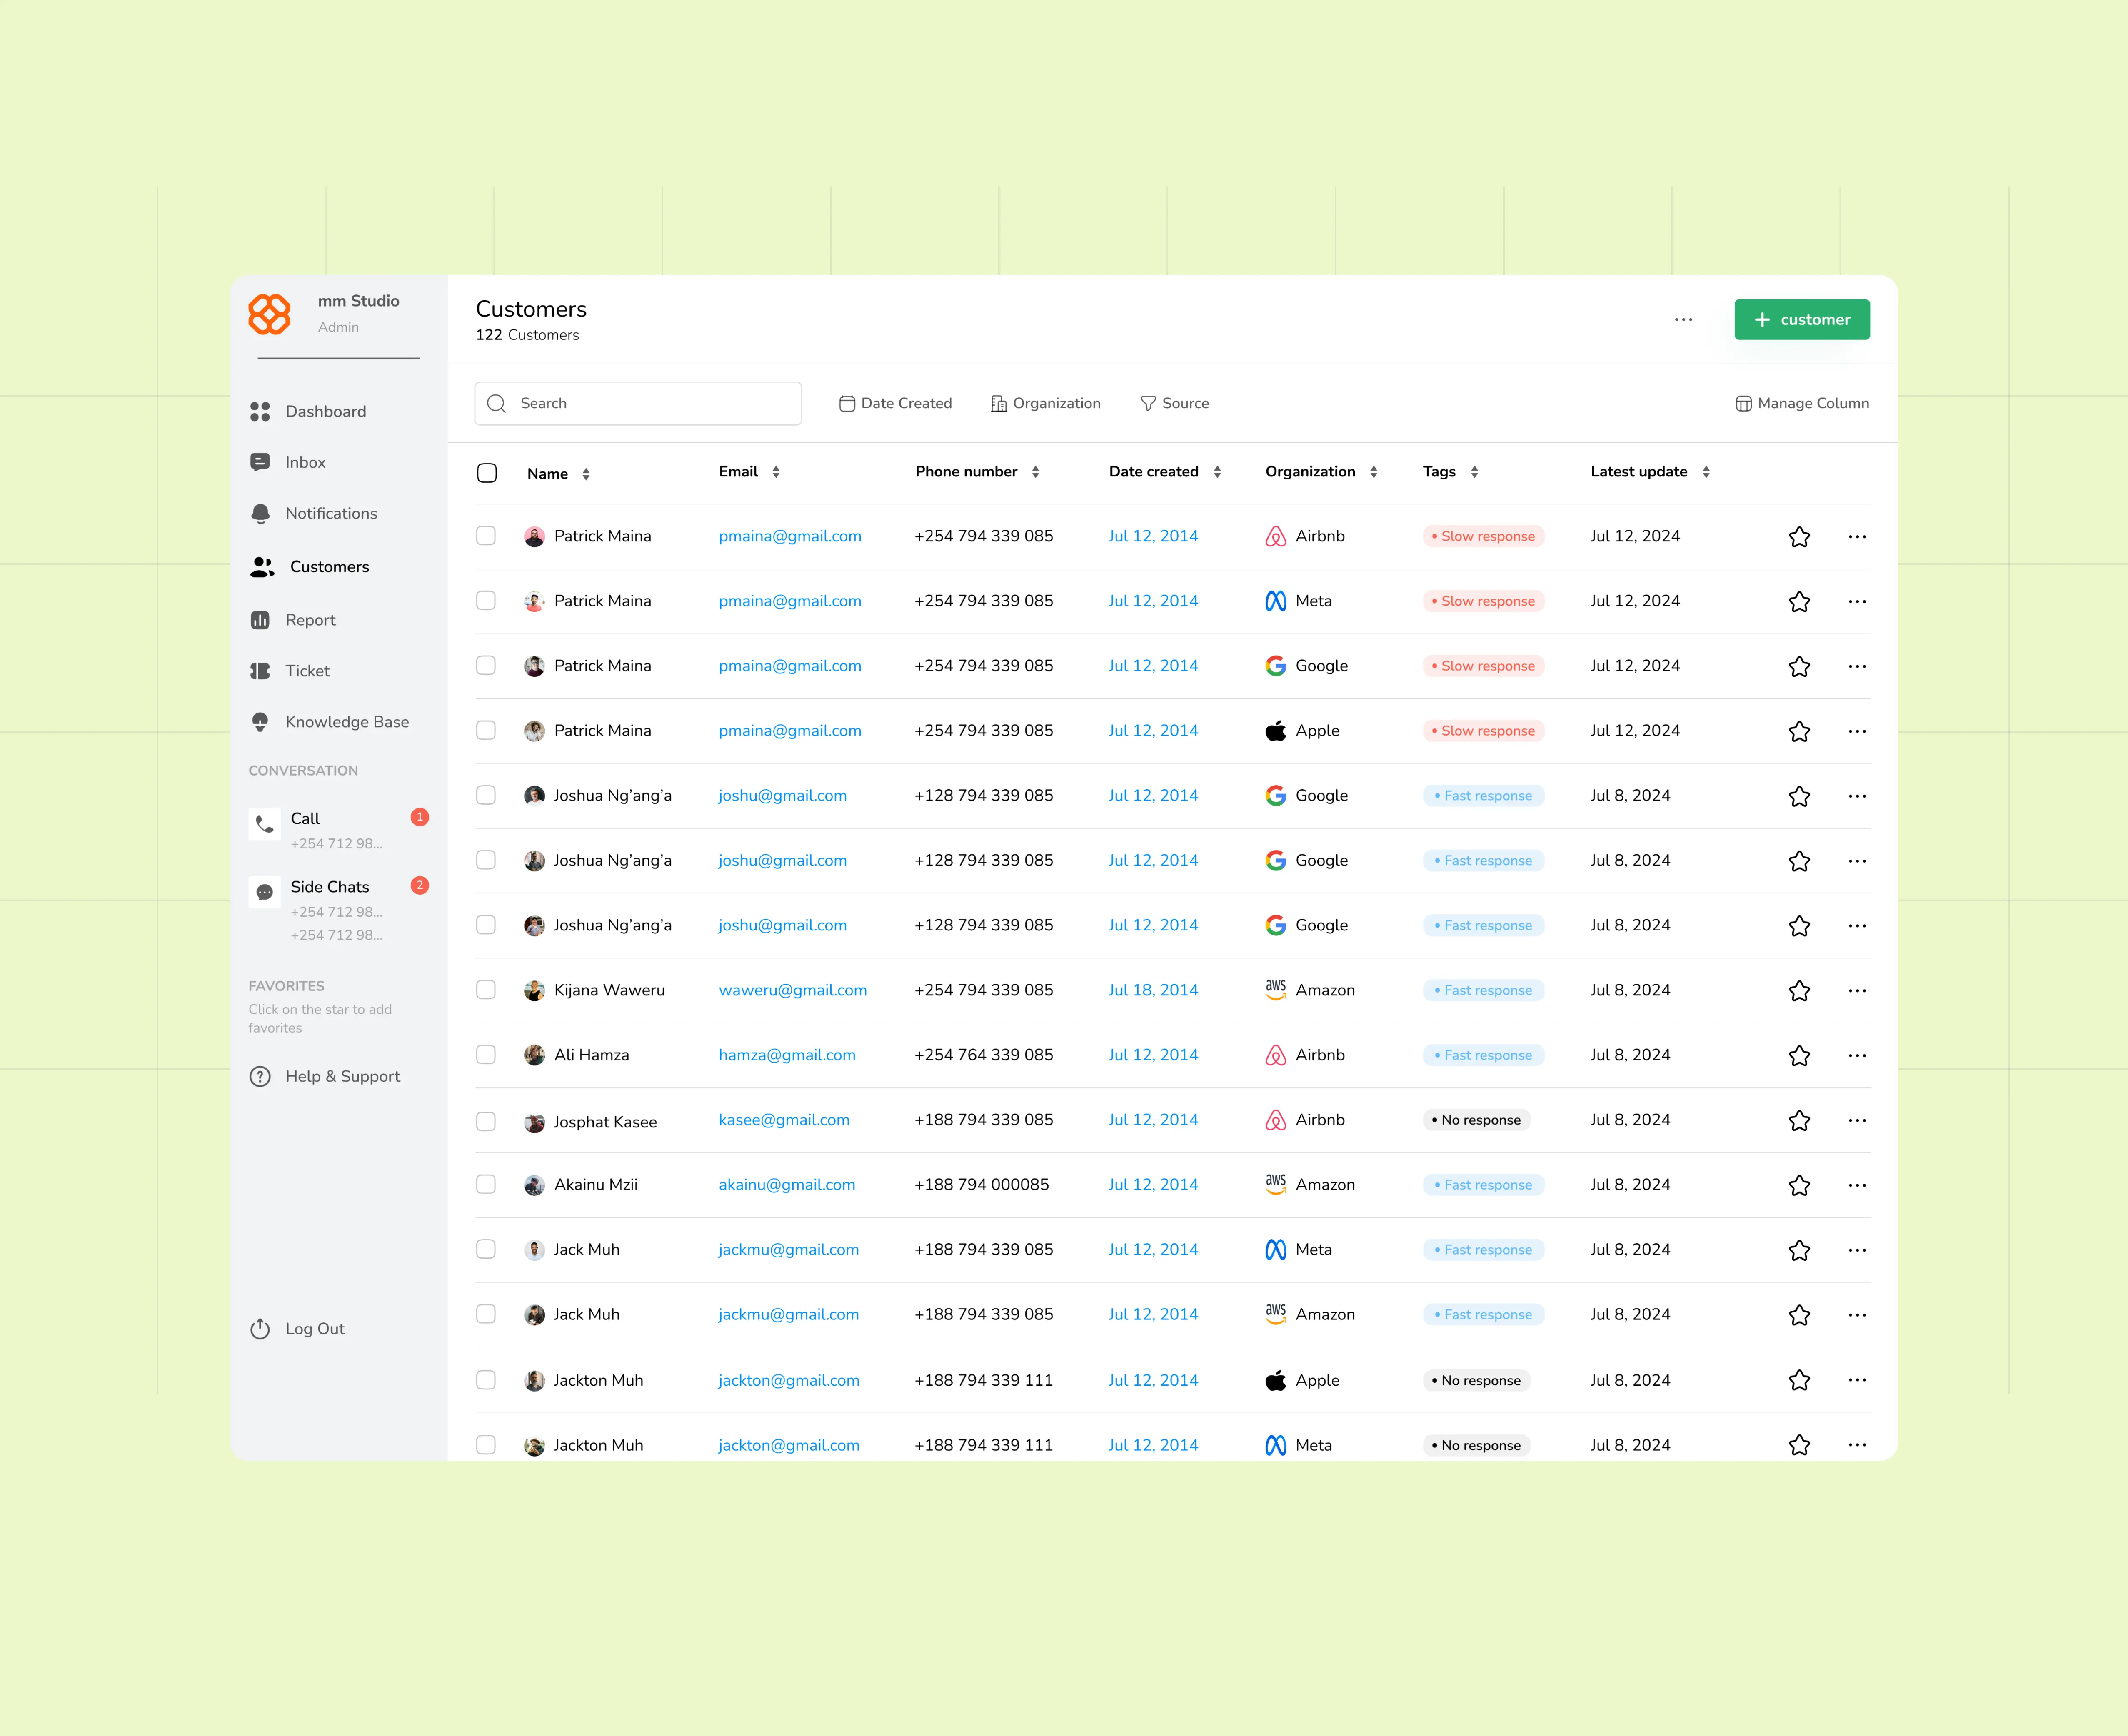 mm Studio
Admin
Dashboard
Inbox
Notifications
Customers
Report
Ticket
Knowledge Base
CONVERSATION
Call 1
+254 712 98...
Side Chats 2
+254 712 98...
+254 712 98...
FAVORITES
Click on the star to add
favorites
Help & Support
Log Out
Customers
122 Customers
+ customer
Search Date Created Organization Source Manage Column
Name Email Phone number Date created Organization Tags Latest update
Patrick Maina pmaina@gmail.com +254 794 339 085 Jul 12, 2014 Airbnb • Slow response Jul 12, 2024
Patrick Maina pmaina@gmail.com +254 794 339 085 Jul 12, 2014 Meta • Slow response Jul 12, 2024
Patrick Maina pmaina@gmail.com +254 794 339 085 Jul 12, 2014 Google • Slow response Jul 12, 2024
Patrick Maina pmaina@gmail.com +254 794 339 085 Jul 12, 2014 Apple • Slow response Jul 12, 2024
Joshua Ng’ang’a joshu@gmail.com +128 794 339 085 Jul 12, 2014 Google • Fast response Jul 8, 2024
Joshua Ng’ang’a joshu@gmail.com +128 794 339 085 Jul 12, 2014 Google • Fast response Jul 8, 2024
Joshua Ng’ang’a joshu@gmail.com +128 794 339 085 Jul 12, 2014 Google • Fast response Jul 8, 2024
Kijana Waweru waweru@gmail.com +254 794 339 085 Jul 18, 2014 aws Amazon • Fast response Jul 8, 2024
Ali Hamza hamza@gmail.com +254 764 339 085 Jul 12, 2014 Airbnb • Fast response Jul 8, 2024
Josphat Kasee kasee@gmail.com +188 794 339 085 Jul 12, 2014 Airbnb • No response Jul 8, 2024
Akainu Mzii akainu@gmail.com +188 794 000085 Jul 12, 2014 aws Amazon • Fast response Jul 8, 2024
Jack Muh jackmu@gmail.com +188 794 339 085 Jul 12, 2014 Meta • Fast response Jul 8, 2024
Jack Muh jackmu@gmail.com +188 794 339 085 Jul 12, 2014 aws Amazon • Fast response Jul 8, 2024
Jackton Muh jackton@gmail.com +188 794 339 111 Jul 12, 2014 Apple • No response Jul 8, 2024
Jackton Muh jackton@gmail.com +188 794 339 111 Jul 12, 2014 Meta • No response Jul 8, 2024